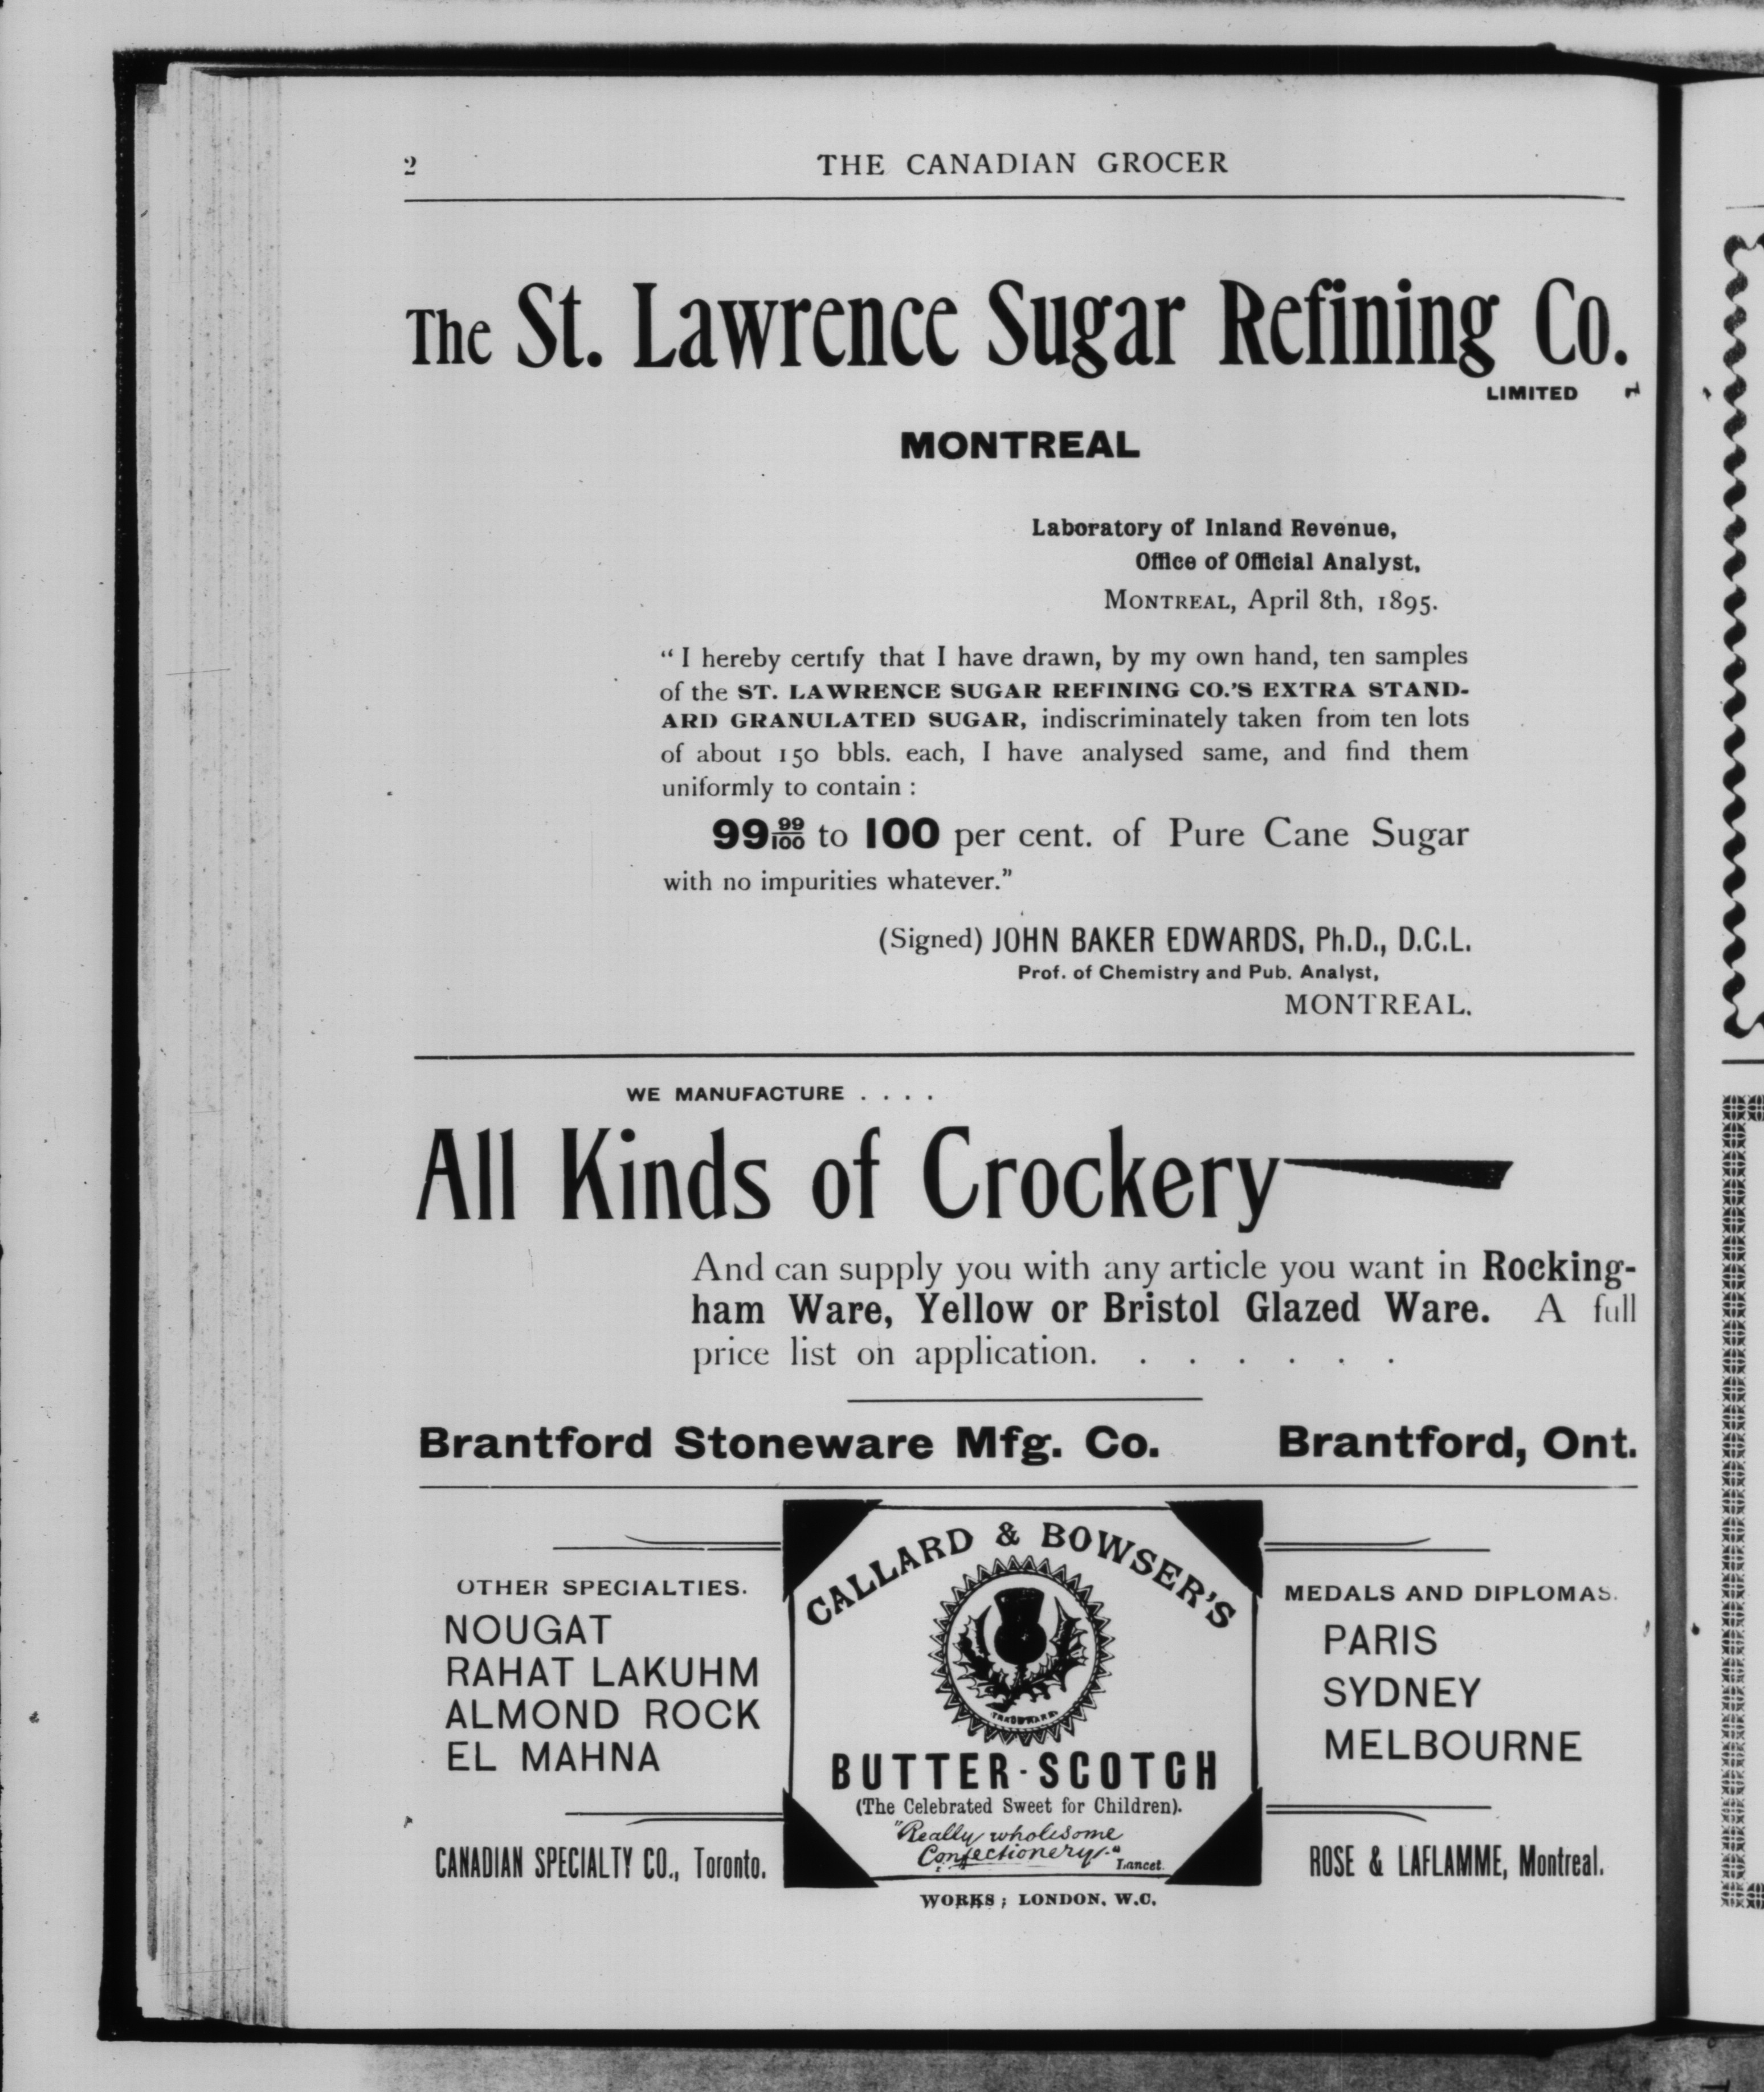 2
THE CANADIAN GROCER
The St. Lawrence Sugar Refining Co.
LIMITED
MONTREAL
Laboratory of Inland Revenue,
Office of Official Analyst,
MONTREAL, April 8th, 1895.
“ I hereby certify that I have drawn, by my own hand, ten samples
of the ST. LAWRENCE SUGAR REFINING CO.'S EXTRA STAND-
ARD GRANULATED SUGAR, indiscriminately taken from ten lots
of about 150 bbls. each, I have analysed same, and find them
uniformly to contain :
99 99/100 to 100 per cent. of Pure Cane Sugar
with no impurities whatever.”
(Signed) JOHN BAKER EDWARDS, Ph.D., D.C.L.
Prof. of Chemistry and Pub. Analyst,
MONTREAL.
WE MANUFACTURE . . . .
All Kinds of Crockery
And can supply you with any article you want in Rocking-
ham Ware, Yellow or Bristol Glazed Ware. A full
price list on application. . . . . . .
Brantford Stoneware Mfg. Co. Brantford, Ont.
OTHER SPECIALTIES.
NOUGAT
RAHAT LAKUHM
ALMOND ROCK
EL MAHNA
CANADIAN SPECIALTY CO., Toronto.
CALLARD & BOWSER'S
TRADE MARK
BUTTER-SCOTCH
(The Celebrated Sweet for Children).
"Really wholesome
Confectionery."
Lancet.
WORKS ; LONDON. W.C.
MEDALS AND DIPLOMAS.
PARIS
SYDNEY
MELBOURNE
ROSE & LAFLAMME, Montreal.